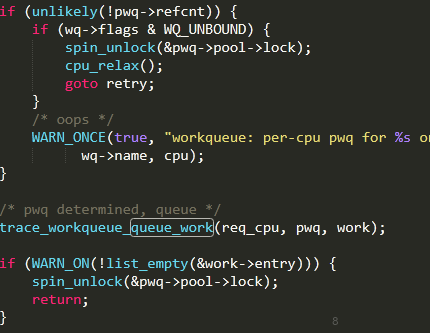 if (unlikely(!pwq->refcnt)) {
if (wq->flags & WQ_UNBOUND) {
spin_unlock(&pwq->pool->lock);
cpu_relax();
goto retry;
}
/* oops */
WARN_ONCE(true, "workqueue: per-cpu pwq for %s o
wq->name, cpu);
}
/* pwq determined, queue */
trace_workqueue_queue_work(req_cpu, pwq, work);
if (WARN_ON(!list_empty(&work->entry))) {
spin_unlock(&pwq->pool->lock);
return;
}
8